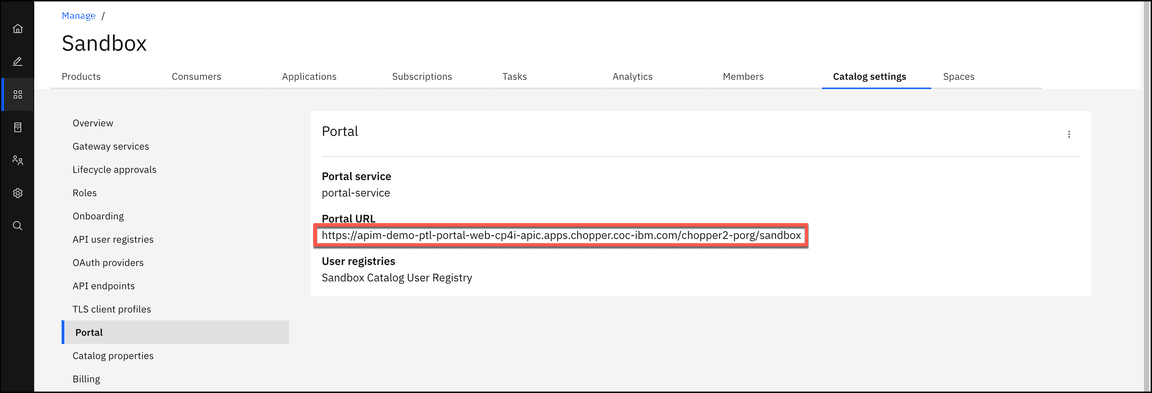 Manage /
Sandbox
Products Consumers Applications Subscriptions Tasks Analytics Members Catalog settings Spaces
Overview
Gateway services
Lifecycle approvals
Roles
Onboarding
API user registries
OAuth providers
API endpoints
TLS client profiles
Portal
Catalog properties
Billing
Portal
Portal service
portal-service
Portal URL
https://apim-demo-ptl-portal-web-cp4i-apic.apps.chopper.coc-ibm.com/chopper2-porg/sandbox
User registries
Sandbox Catalog User Registry